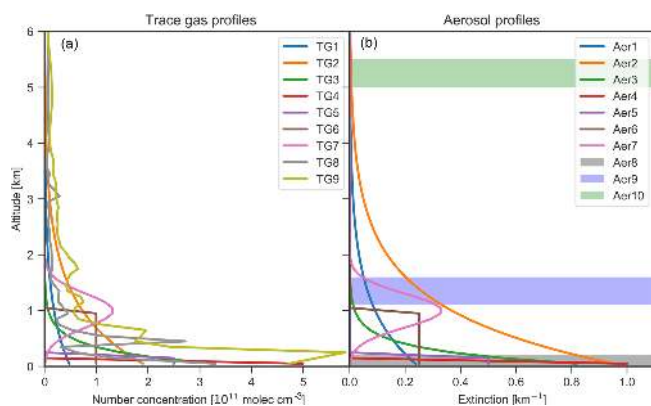 Trace gas profiles
Aerosol profiles
(a)
TG1
TG2
TG3
TG4
TG5
TG6
TG7
TG8
TG9
(b)
Aer1
Aer2
Aer3
Aer4
Aer5
Aer6
Aer7
Aer8
Aer9
Aer10
Altitude [km]
6
5
4
3
2
1
0
0 1 2 3 4 5
0.0 0.2 0.4 0.6 0.8 1.0
Number concentration [10¹¹ molec cm⁻³]
Extinction [km⁻¹]